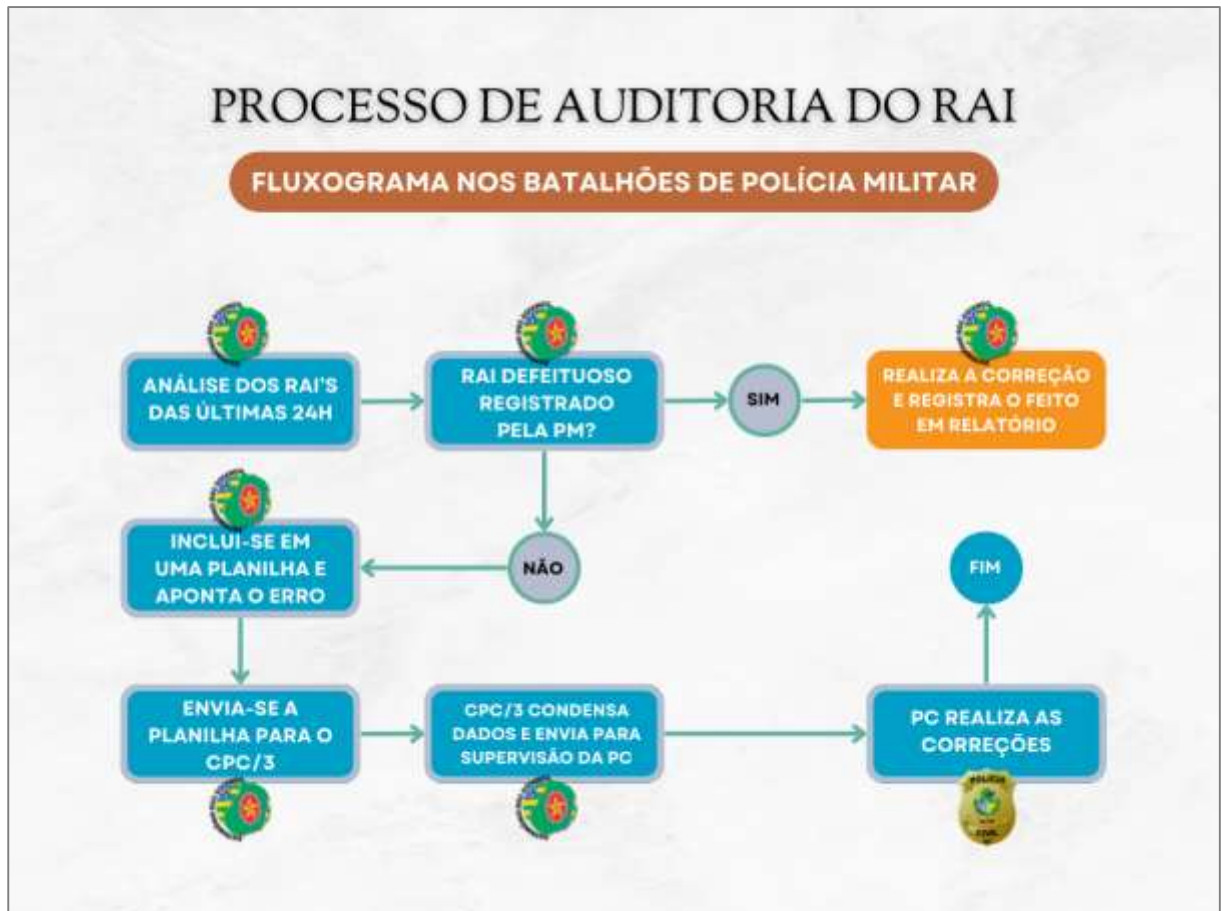 PROCESSO DE AUDITORIA DO RAI
FLUXOGRAMA NOS BATALHÕES DE POLÍCIA MILITAR
ANÁLISE DOS RAI'S
DAS ÚLTIMAS 24H
RAI DEFEITUOSO
REGISTRADO
PELA PM?
SIM
REALIZA A CORREÇÃO
E REGISTRA O FEITO
EM RELATÓRIO
NÃO
INCLUI-SE EM
UMA PLANILHA E
APONTA O ERRO
FIM
ENVIA-SE A
PLANILHA PARA O
CPC/3
CPC/3 CONDENSA
DADOS E ENVIA PARA
SUPERVISÃO DA PC
PC REALIZA AS
CORREÇÕES
POLICIA
CIVIL